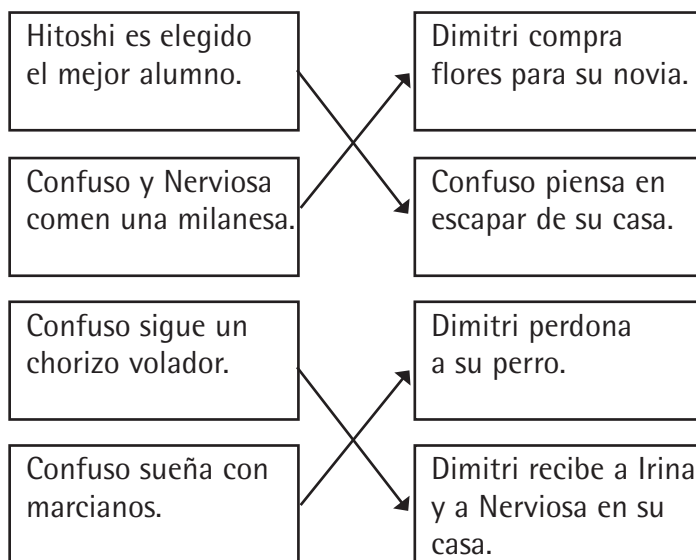 Hitoshi es elegido
el mejor alumno.
Dimitri compra
flores para su novia.
Confuso y Nerviosa
comen una milanesa.
Confuso piensa en
escapar de su casa.
Confuso sigue un
chorizo volador.
Dimitri perdona
a su perro.
Confuso sueña con
marcianos.
Dimitri recibe a Irina
y a Nerviosa en su
casa.